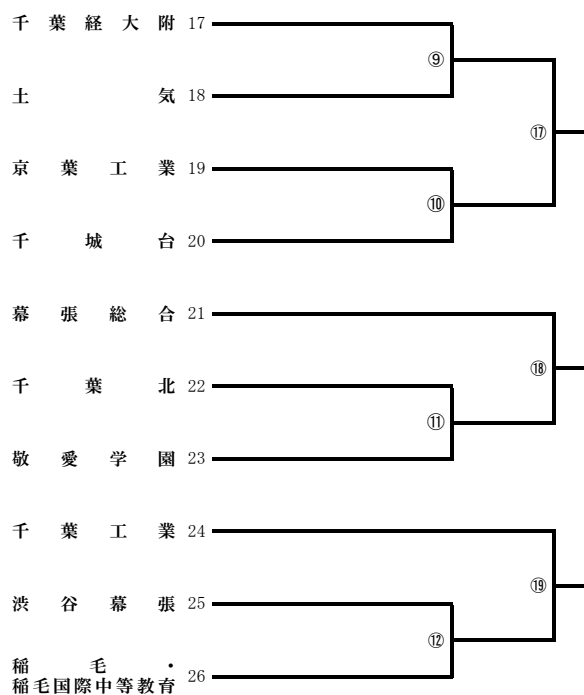 千葉経大附 17
⑨
土気 18
⑰
京葉工業 19
⑩
千城台 20
幕張総合 21
⑱
千葉北 22
⑪
敬愛学園 23
千葉工業 24
⑲
渋谷幕張 25
⑫
稲毛・
稲毛国際中等教育 26